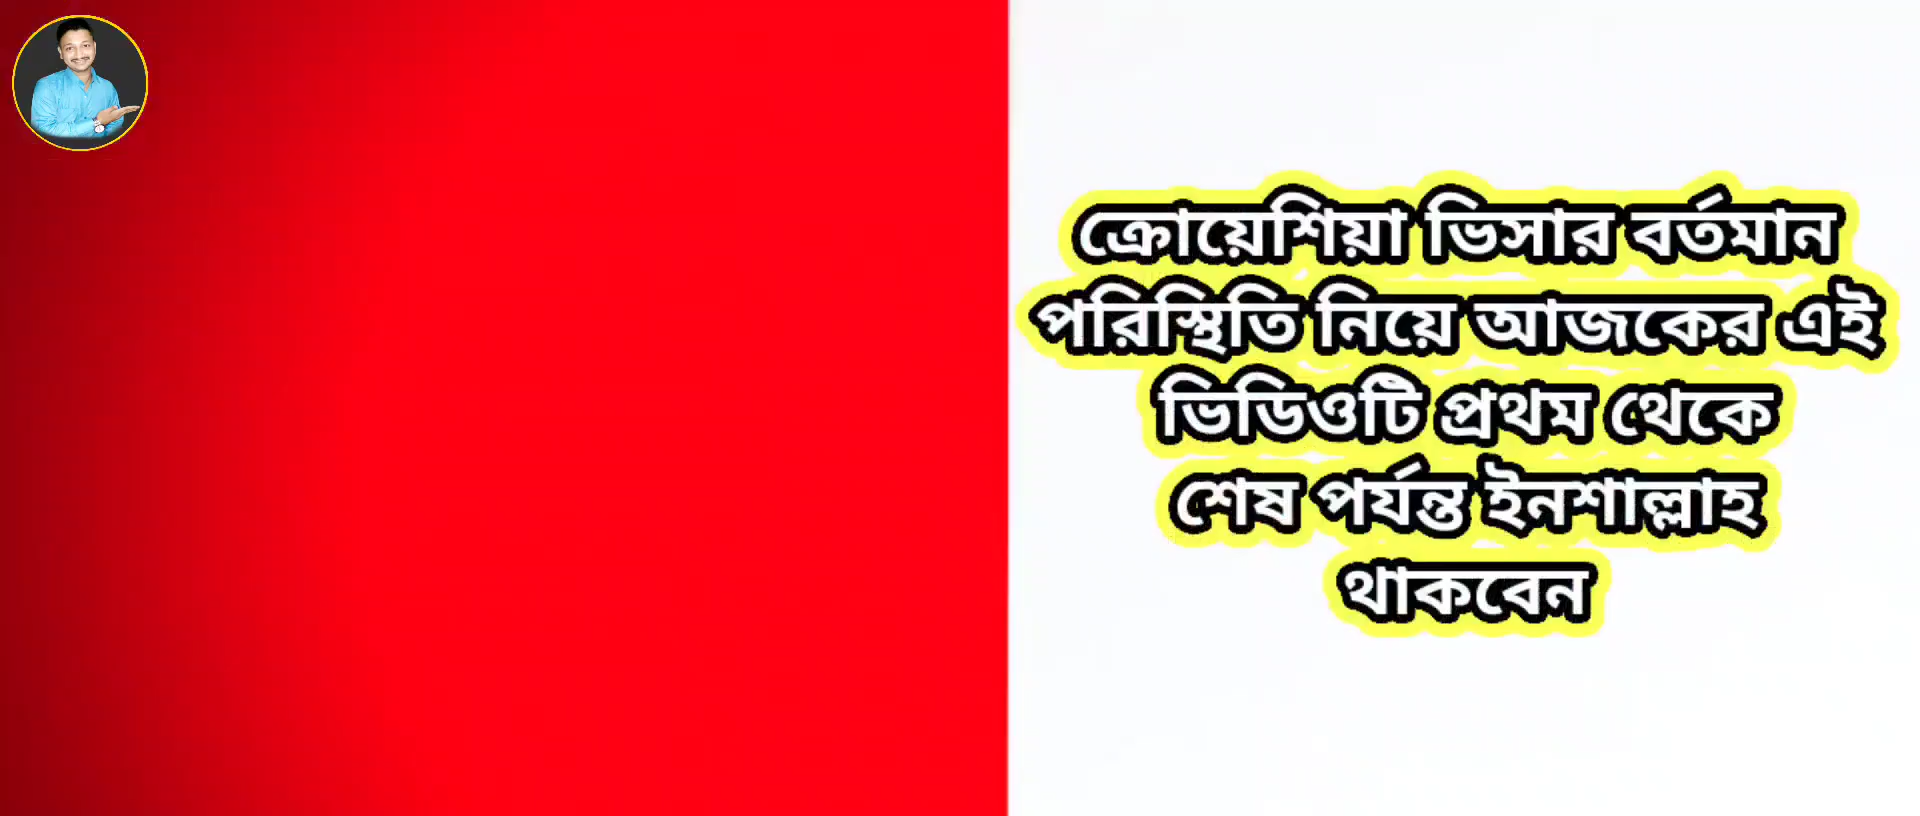 ক্রোয়েশিয়া ভিসার বর্তমান
পরিস্থিতি নিয়ে আজকের এই
ভিডিওটি প্রথম থেকে
শেষ পর্যন্ত ইনশাল্লাহ
থাকবেন